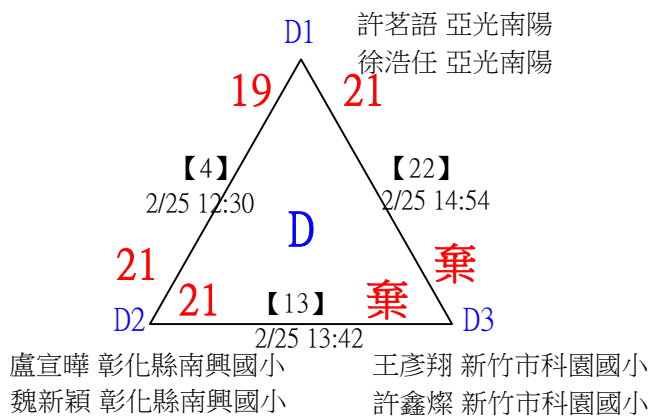 D1
許茗語 亞光南陽
徐浩任 亞光南陽
19
21
【4】
2/25 12:30
【22】
2/25 14:54
D
21
棄
21
【13】
棄
D2
2/25 13:42
D3
盧宣曄 彰化縣南興國小
王彥翔 新竹市科園國小
魏新穎 彰化縣南興國小
許鑫燦 新竹市科園國小